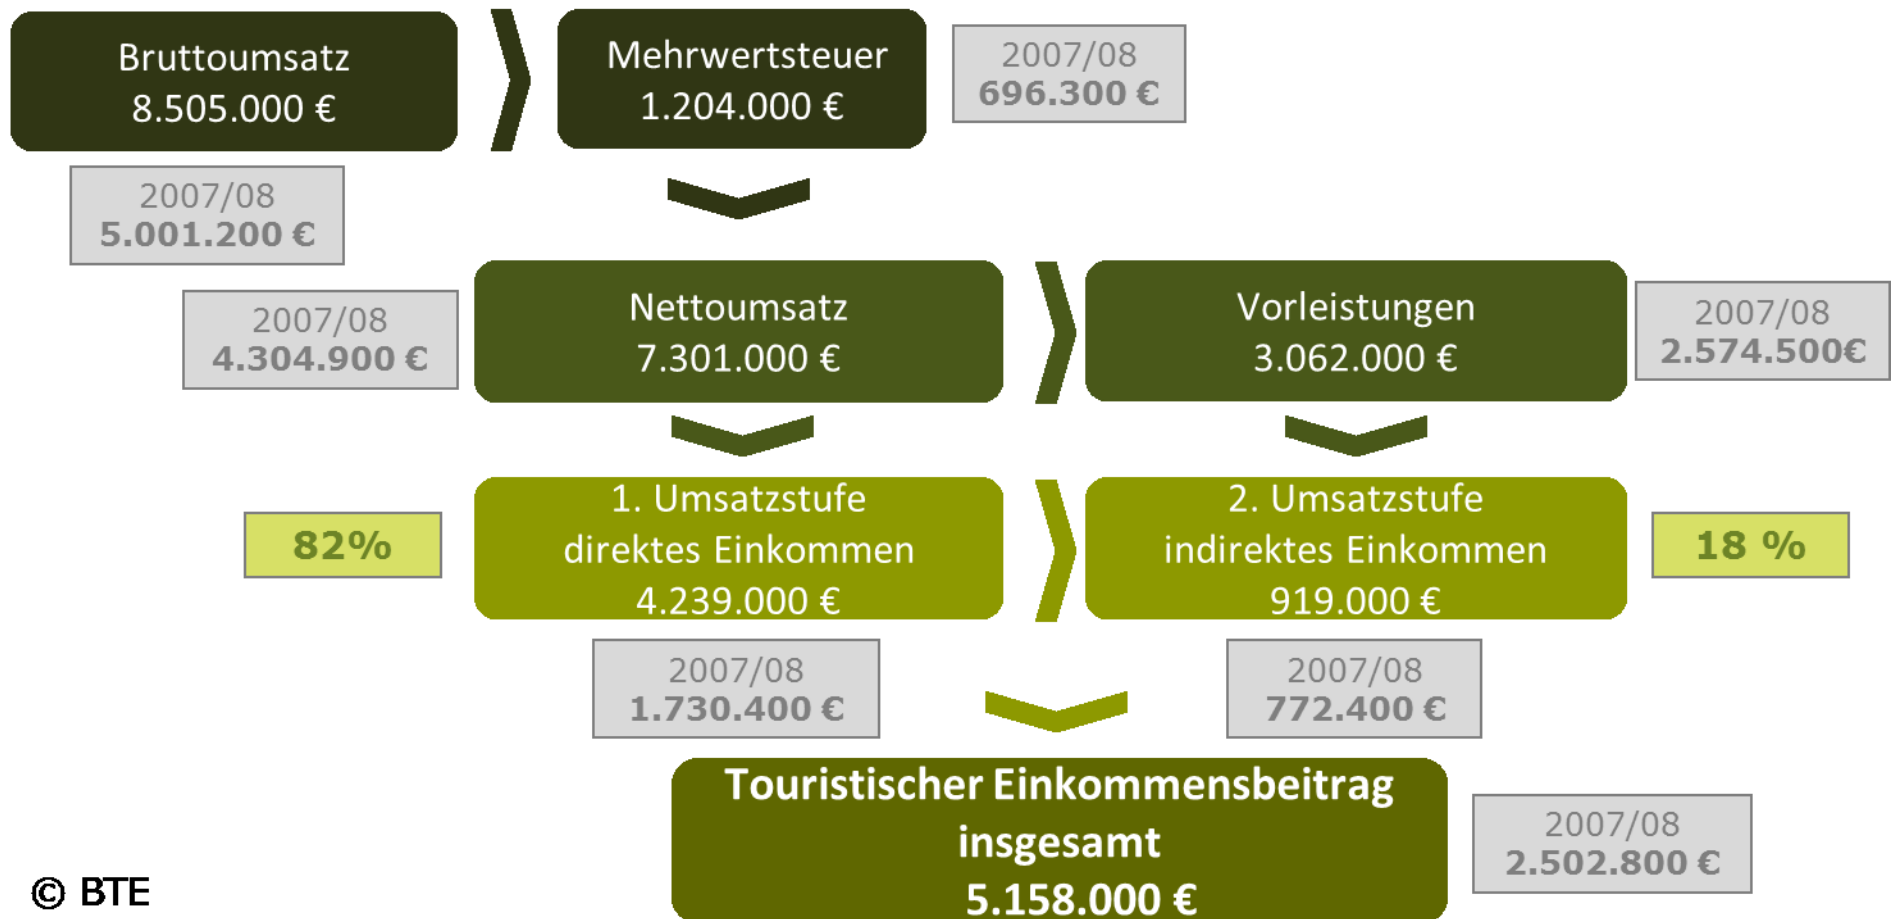 Bruttoumsatz
8.505.000 €
Mehrwertsteuer
1.204.000 €
2007/08
696.300 €
2007/08
5.001.200 €
2007/08
4.304.900 €
Nettoumsatz
7.301.000 €
Vorleistungen
3.062.000 €
2007/08
2.574.500€
82%
1. Umsatzstufe
direktes Einkommen
4.239.000 €
2. Umsatzstufe
indirektes Einkommen
919.000 €
18 %
2007/08
1.730.400 €
2007/08
772.400 €
Touristischer Einkommensbeitrag
insgesamt
5.158.000 €
2007/08
2.502.800 €
© BTE